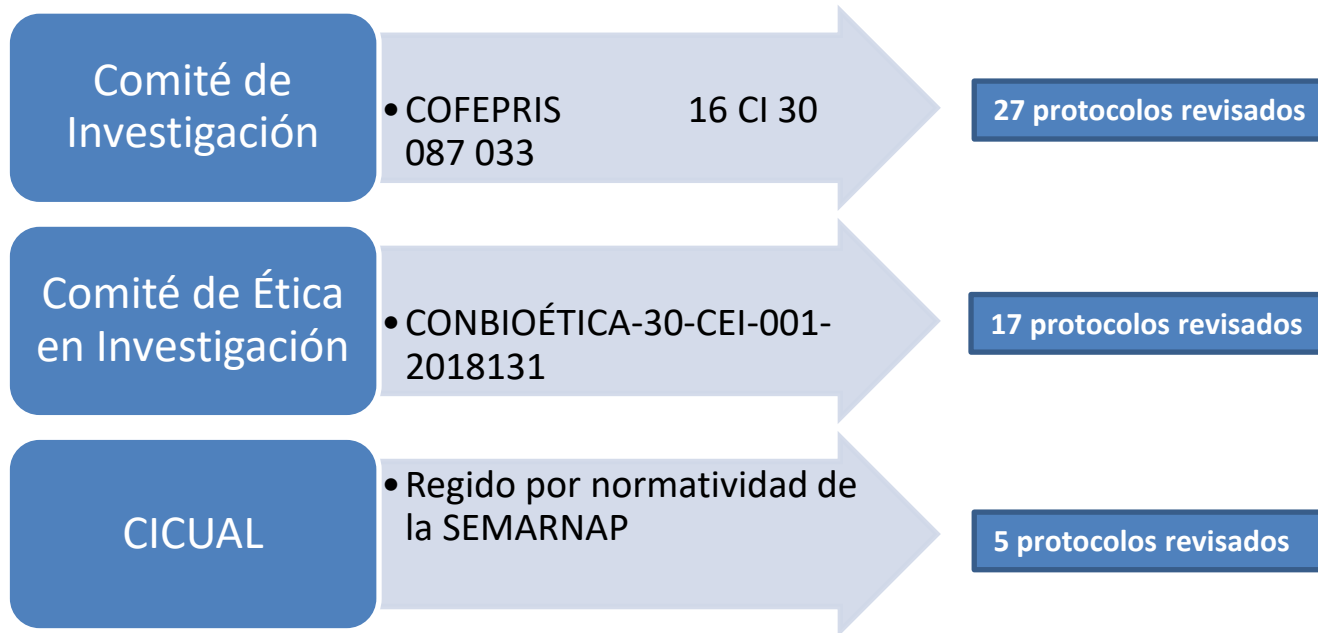 Comité de
Investigación
•COFEPRIS 16 CI 30
087 033
27 protocolos revisados
Comité de Ética
en Investigación
•CONBIOÉTICA-30-CEI-001-
2018131
17 protocolos revisados
CICUAL
•Regido por normatividad de
la SEMARNAP
5 protocolos revisados